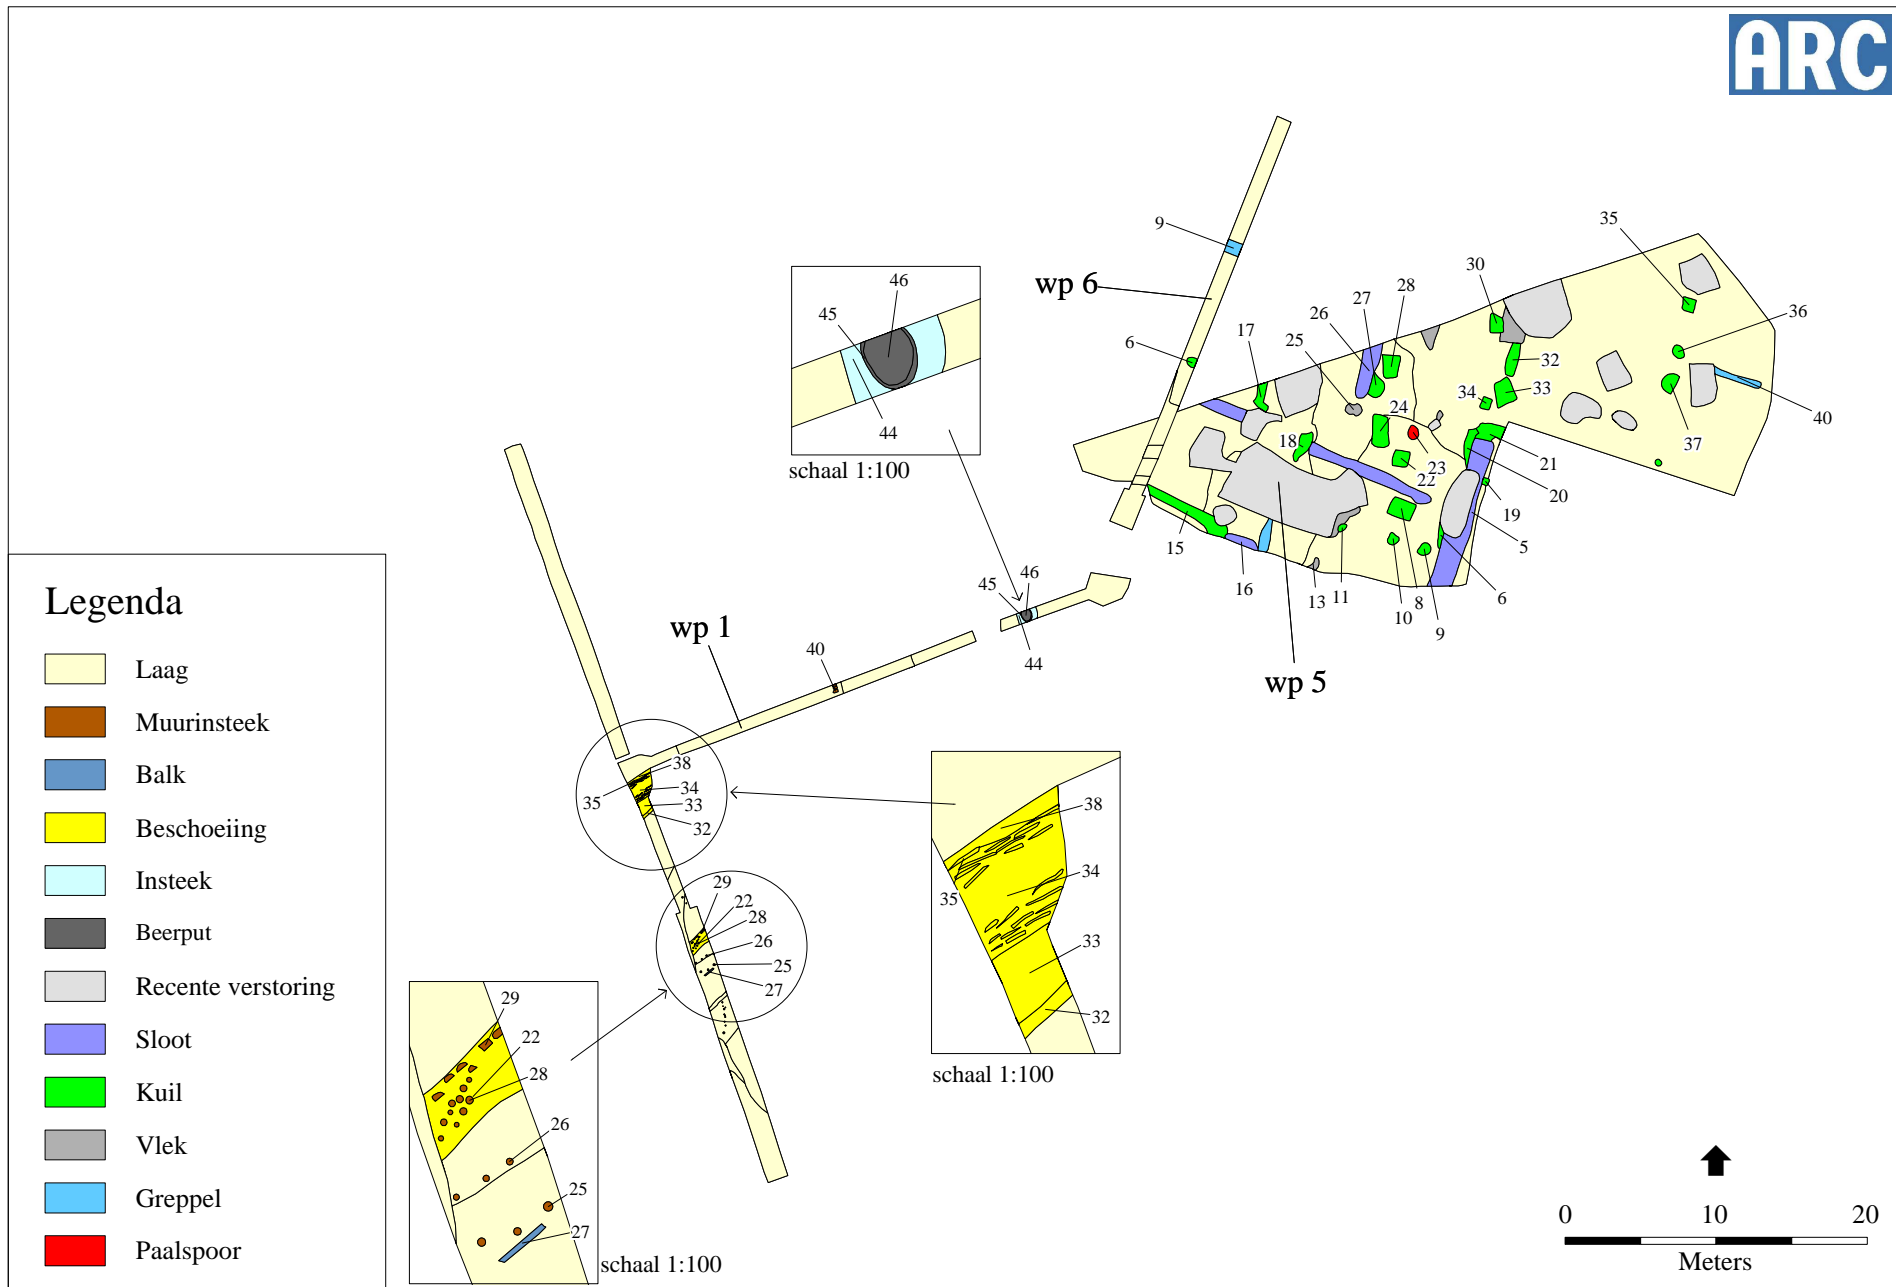 ARC
9
wp 6
6
35
30
27
28
26
36
17
25
32
34
33
24
40
18
37
23
22
21
20
19
15
5
16
13
11
10
8
9
6
wp 5
46
45
44
schaal 1:100
45
46
44
wp 1
40
38
34
35
33
32
29
22
28
26
25
27
38
34
35
33
32
schaal 1:100
29
22
28
26
25
27
schaal 1:100
Legenda
Laag
Muurinsteek
Balk
Beschoeiing
Insteek
Beerput
Recente verstoring
Sloot
Kuil
Vlek
Greppel
Paalspoor
0 10 20
Meters